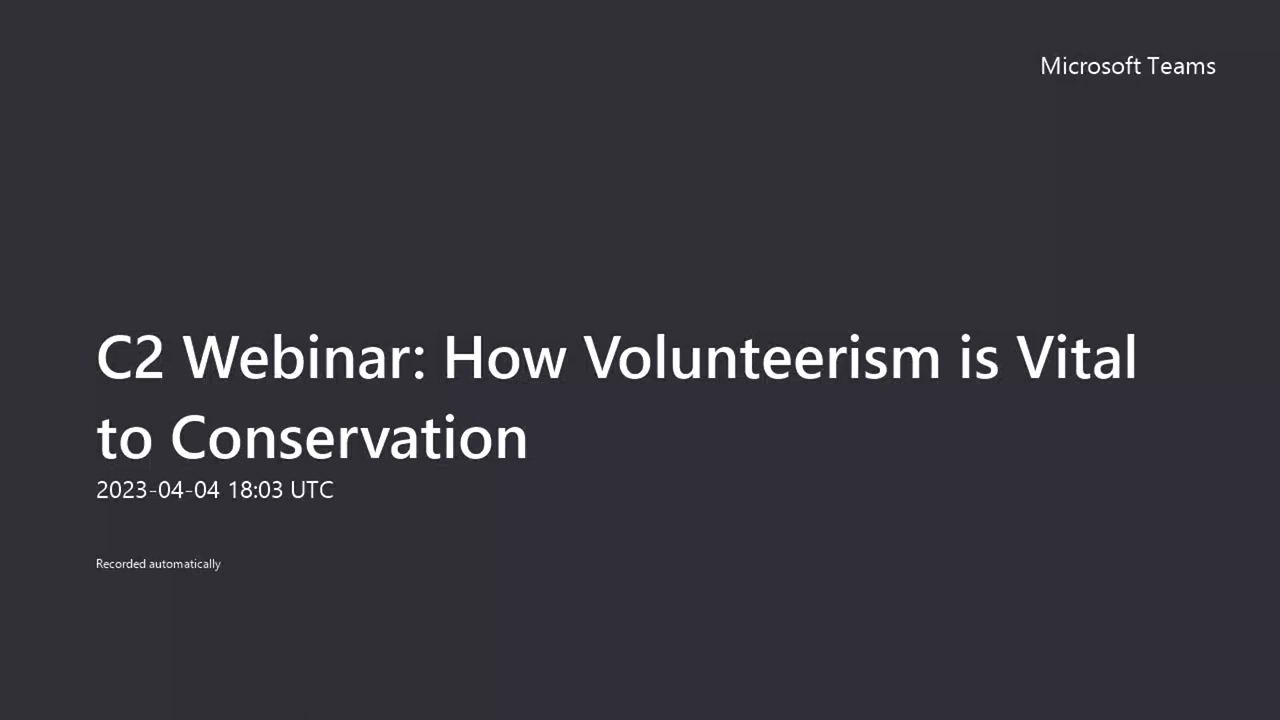 Microsoft Teams
C2 Webinar: How Volunteerism is Vital
to Conservation
2023-04-04 18:03 UTC
Recorded automatically